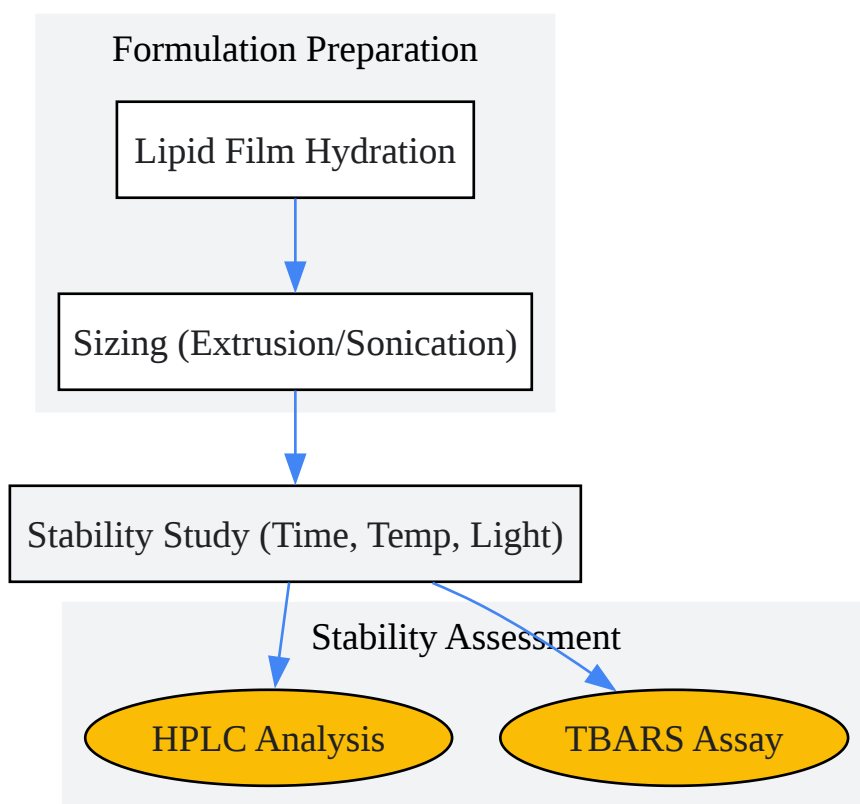 Formulation Preparation
Lipid Film Hydration
Sizing (Extrusion/Sonication)
Stability Study (Time, Temp, Light)
Stability Assessment
HPLC Analysis
TBARS Assay